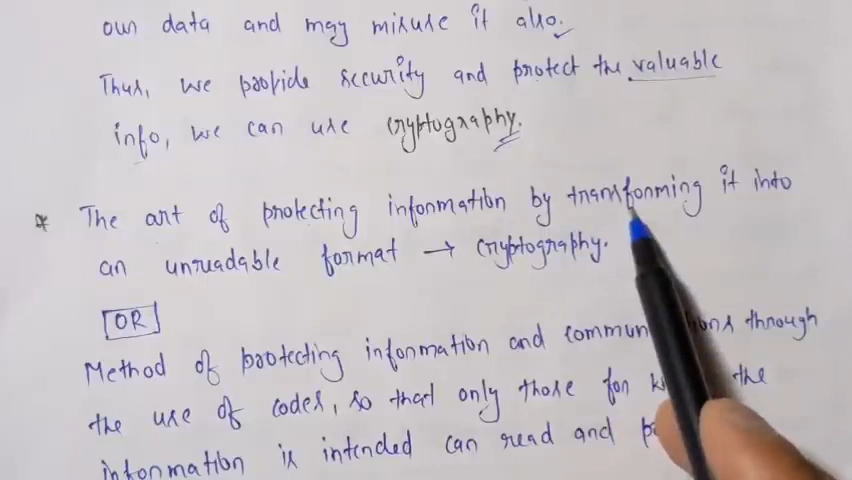 our data and may misuse it also.
Thus, we provide security and protect the valuable
info, we can use cryptography.
* The art of protecting information by transforming it into
an unreadable format → cryptography.
OR
Method of protecting information and through
the use of codes, so that only those for the
information is intended can read and